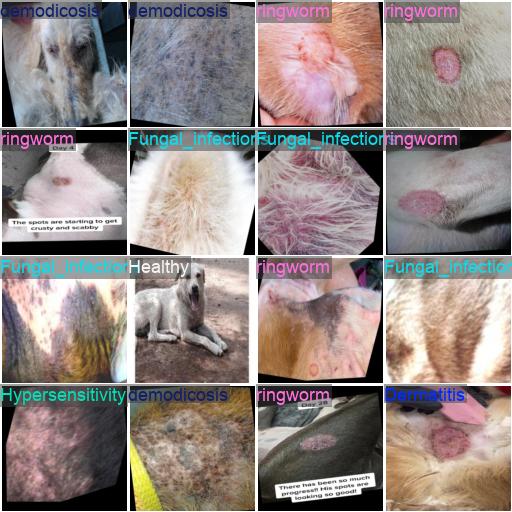 demodicosis
demodicosis
ringworm
ringworm
ringworm
Day 4
The spots are starting to get
crusty and scabby
Fungal_infection
Fungal_infection
ringworm
Fungal_infection
Healthy
ringworm
Fungal_infection
Hypersensitivity
demodicosis
ringworm
Day 28
There has been so much
progress!! His spots are
looking so good!
Dermatitis